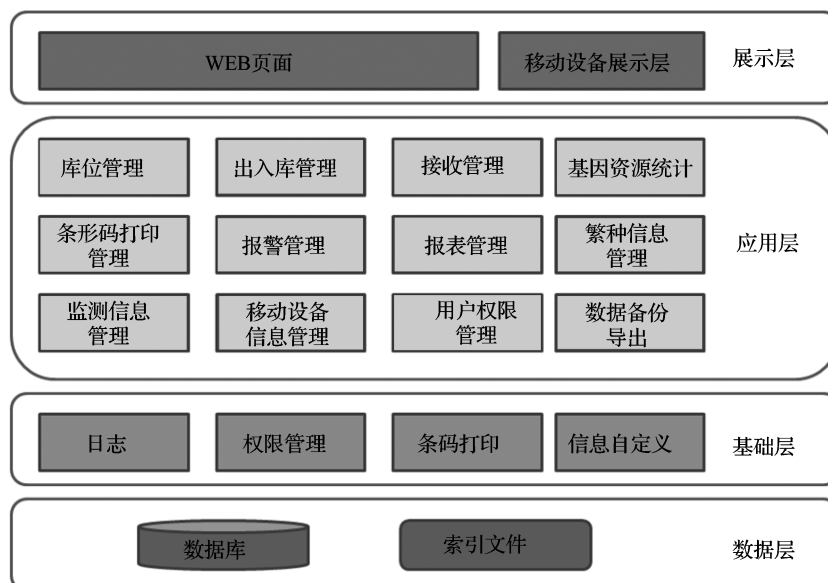 WEB页面
移动设备展示层
展示层
库位管理
出入库管理
接收管理
基因资源统计
条形码打印
管理
报警管理
报表管理
繁种信息
管理
应用层
监测信息
管理
移动设备
信息管理
用户权限
管理
数据备份
导出
日志
权限管理
条码打印
信息自定义
基础层
数据库
索引文件
数据层